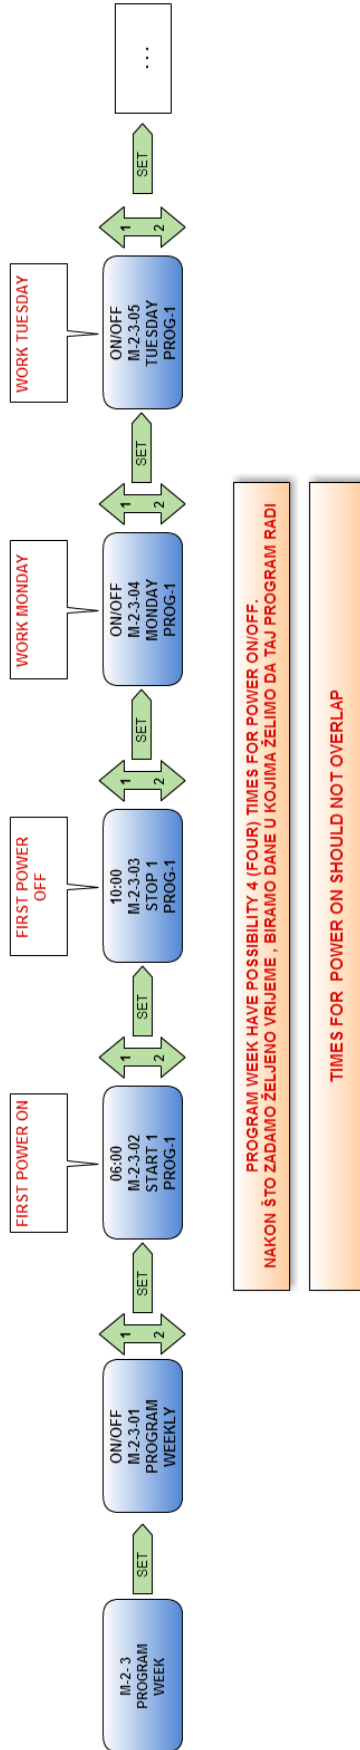 M-2- 3
PROGRAM
WEEK
SET
ON/OFF
M-2-3-01
PROGRAM
WEEKLY
1
2
SET
FIRST POWER ON
06:00
M-2-3-02
START 1
PROG-1
1
2
SET
FIRST POWER
OFF
10:00
M-2-3-03
STOP 1
PROG-1
1
2
SET
WORK MONDAY
ON/OFF
M-2-3-04
MONDAY
PROG-1
1
2
SET
WORK TUESDAY
ON/OFF
M-2-3-05
TUESDAY
PROG-1
1
2
SET
...
PROGRAM WEEK HAVE POSSIBILITY 4 (FOUR) TIMES FOR POWER ON/OFF.
NAKON ŠTO ZADAMO ŽELJENO VRIJEME , BIRAMO DANE U KOJIMA ŽELIMO DA TAJ PROGRAM RADI
TIMES FOR POWER ON SHOULD NOT OVERLAP